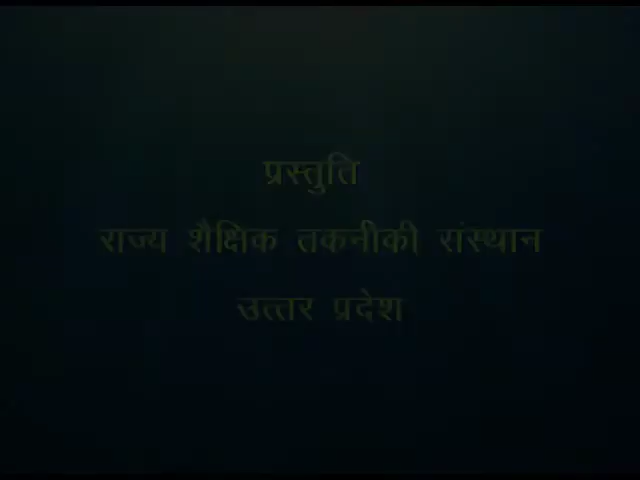 प्रस्तुति
राज्य शैक्षिक तकनीकी संस्थान
उत्तर प्रदेश